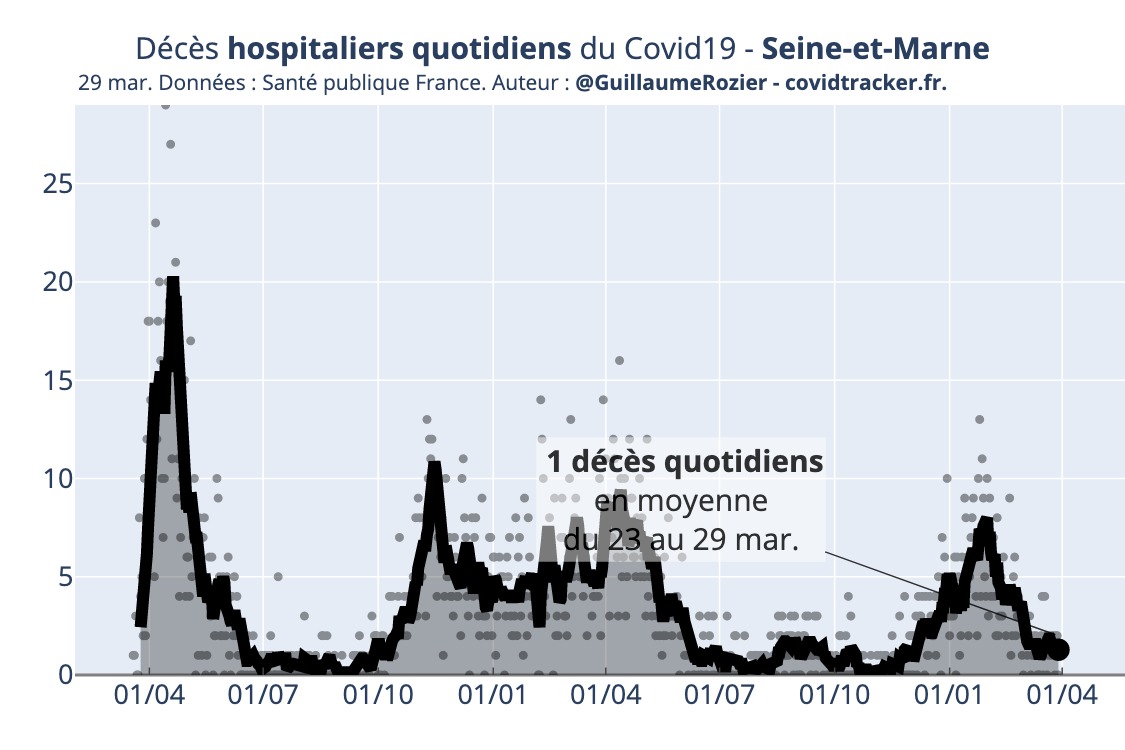 Décès hospitaliers quotidiens du Covid19 - Seine-et-Marne
29 mar. Données : Santé publique France. Auteur : @GuillaumeRozier - covidtracker.fr.
25
20
15
10
5
0
1 décès quotidiens
en moyenne
du 23 au 29 mar.
01/04 01/07 01/10 01/01 01/04 01/07 01/10 01/01 01/04